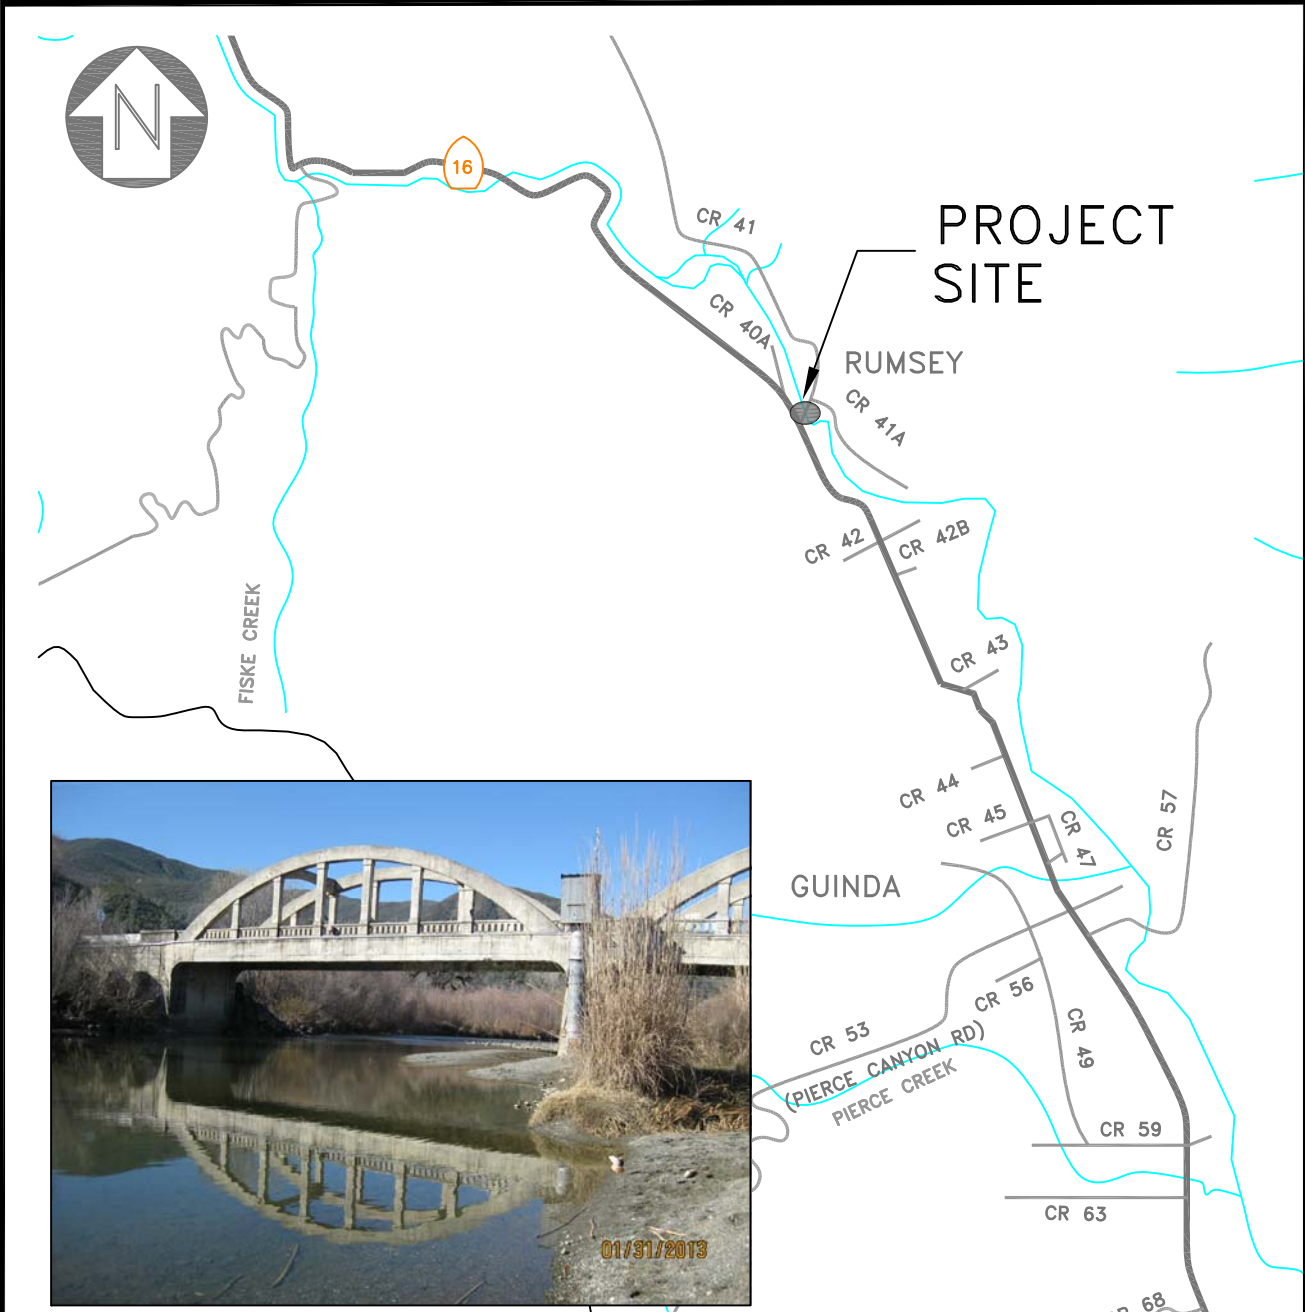 N
16
CR 41
PROJECT
SITE
CR 40A
RUMSEY
CR 41A
CR 42
CR 42B
FISKE CREEK
CR 43
CR 44
CR 45
CR 47
CR 57
GUINDA
CR 56
CR 53
(PIERCE CANYON RD)
PIERCE CREEK
CR 49
CR 59
CR 63
68
01/31/2013